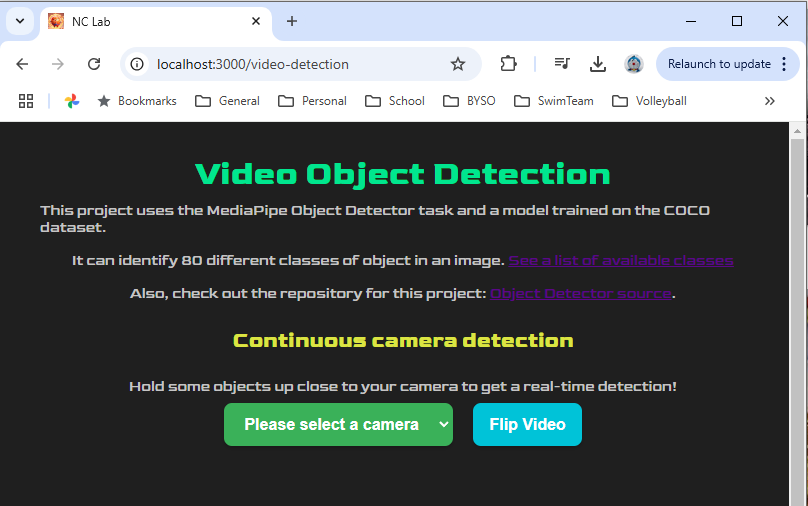 NC Lab
localhost:3000/video-detection
Relaunch to update
Bookmarks General Personal School BYSO SwimTeam Volleyball
Video Object Detection
This project uses the MediaPipe Object Detector task and a model trained on the COCO
dataset.
It can identify 80 different classes of object in an image. See a list of available classes
Also, check out the repository for this project: Object Detector source.
Continuous camera detection
Hold some objects up close to your camera to get a real-time detection!
Please select a camera Flip Video